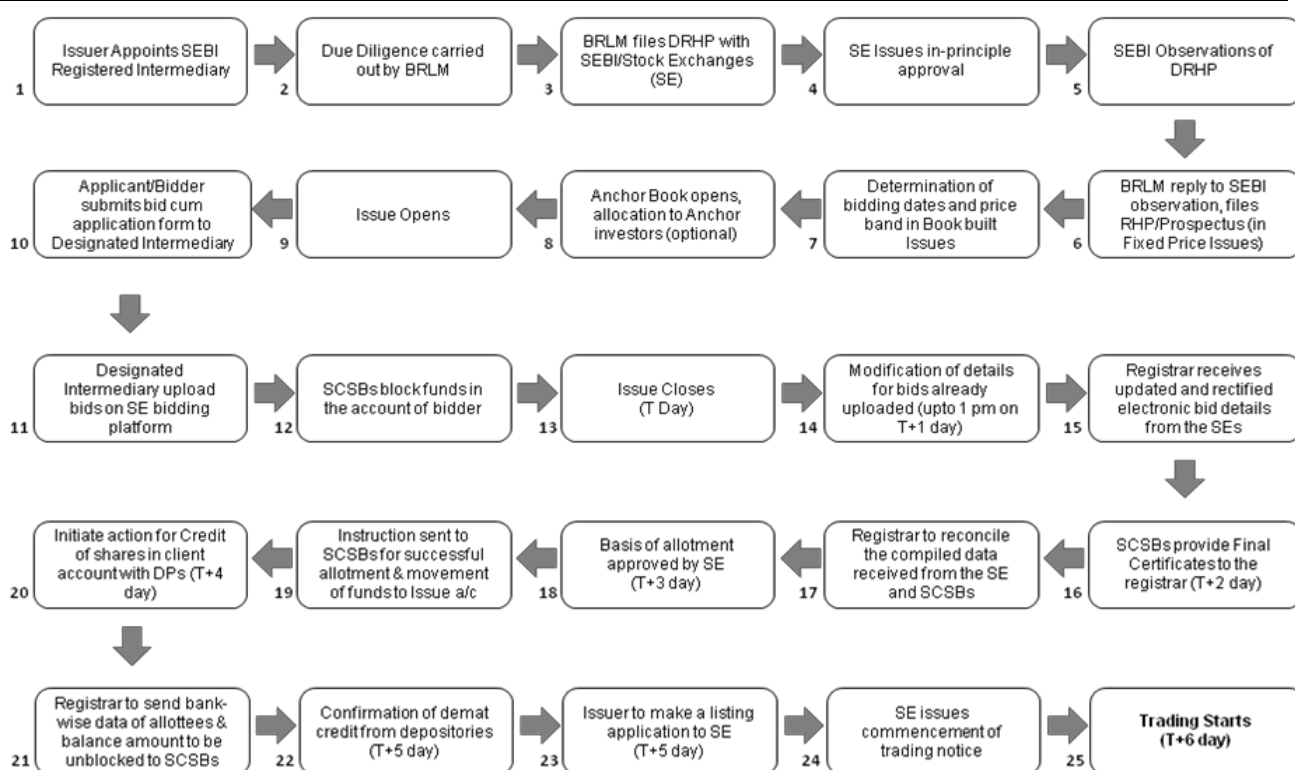 Issuer Appoints SEBI
Registered Intermediary
1
Due Diligence carried
out by BRLM
2
BRLM files DRHP with
SEBI/Stock Exchanges
(SE)
3
SE Issues in-principle
approval
4
SEBI Observations of
DRHP
5
BRLM reply to SEBI
observation, files
RHP/Prospectus (in
Fixed Price Issues)
6
Determination of
bidding dates and price
band in Book built
Issues
7
Anchor Book opens,
allocation to Anchor
investors (optional)
8
Issue Opens
9
Applicant/Bidder
submits bid cum
application form to
Designated Intermediary
10
Designated
Intermediary upload
bids on SE bidding
platform
11
SCSBs block funds in
the account of bidder
12
Issue Closes
(T Day)
13
Modification of details
for bids already
uploaded (upto 1 pm on
T+1 day)
14
Registrar receives
updated and rectified
electronic bid details
from the SEs
15
SCSBs provide Final
Certificates to the
registrar (T+2 day)
16
Registrar to reconcile
the compiled data
received from the SE
and SCSBs
17
Basis of allotment
approved by SE
(T+3 day)
18
Instruction sent to
SCSBs for successful
allotment & movement
of funds to Issue a/c
19
Initiate action for Credit
of shares in client
account with DPs (T+4
day)
20
Registrar to send bank-
wise data of allottees &
balance amount to be
unblocked to SCSBs
21
Confirmation of demat
credit from depositories
(T+5 day)
22
Issuer to make a listing
application to SE
(T+5 day)
23
SE issues
commencement of
trading notice
24
Trading Starts
(T+6 day)
25